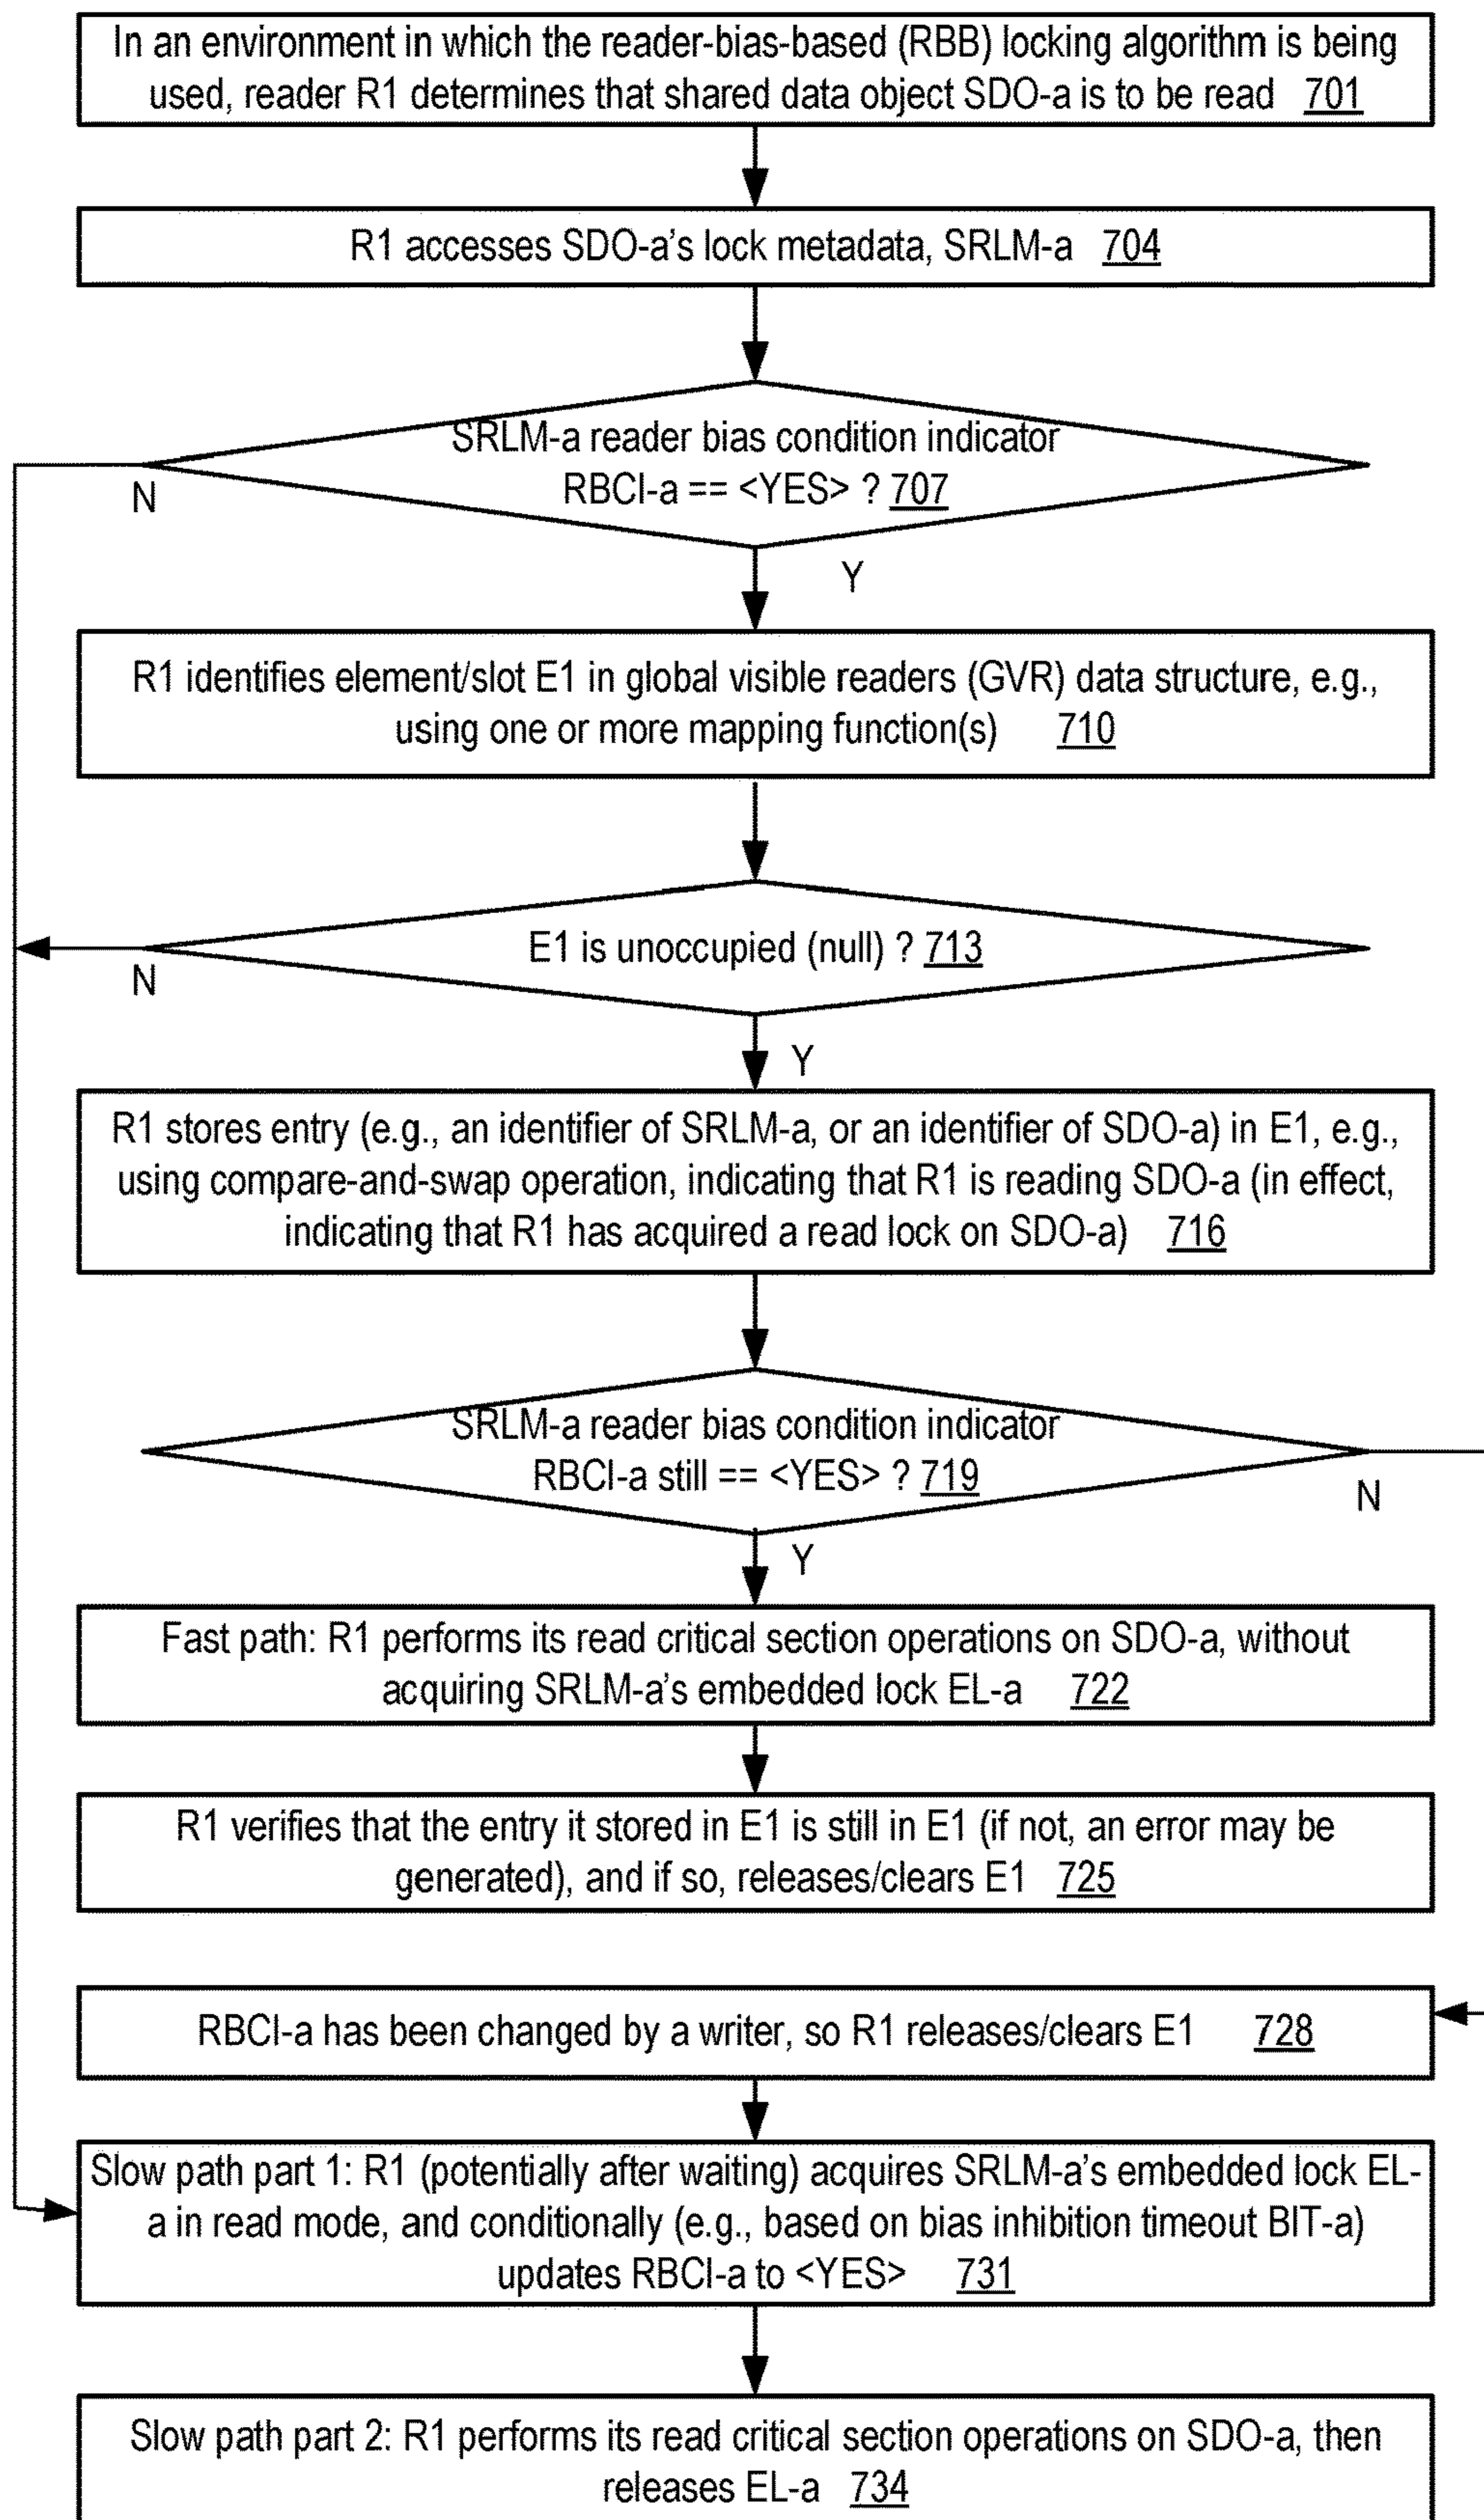 In an environment in which the reader-bias-based (RBB) locking algorithm is being
used, reader R1 determines that shared data object SDO-a is to be read 701
R1 accesses SDO-a's lock metadata, SRLM-a 704
SRLM-a reader bias condition indicator
RBCI-a == <YES> ? 707
N
Y
R1 identifies element/slot E1 in global visible readers (GVR) data structure, e.g.,
using one or more mapping function(s) 710
E1 is unoccupied (null) ? 713
N
Y
R1 stores entry (e.g., an identifier of SRLM-a, or an identifier of SDO-a) in E1, e.g.,
using compare-and-swap operation, indicating that R1 is reading SDO-a (in effect,
indicating that R1 has acquired a read lock on SDO-a) 716
SRLM-a reader bias condition indicator
RBCI-a still == <YES> ? 719
N
Y
Fast path: R1 performs its read critical section operations on SDO-a, without
acquiring SRLM-a's embedded lock EL-a 722
R1 verifies that the entry it stored in E1 is still in E1 (if not, an error may be
generated), and if so, releases/clears E1 725
RBCI-a has been changed by a writer, so R1 releases/clears E1 728
Slow path part 1: R1 (potentially after waiting) acquires SRLM-a's embedded lock EL-
a in read mode, and conditionally (e.g., based on bias inhibition timeout BIT-a)
updates RBCI-a to <YES> 731
Slow path part 2: R1 performs its read critical section operations on SDO-a, then
releases EL-a 734